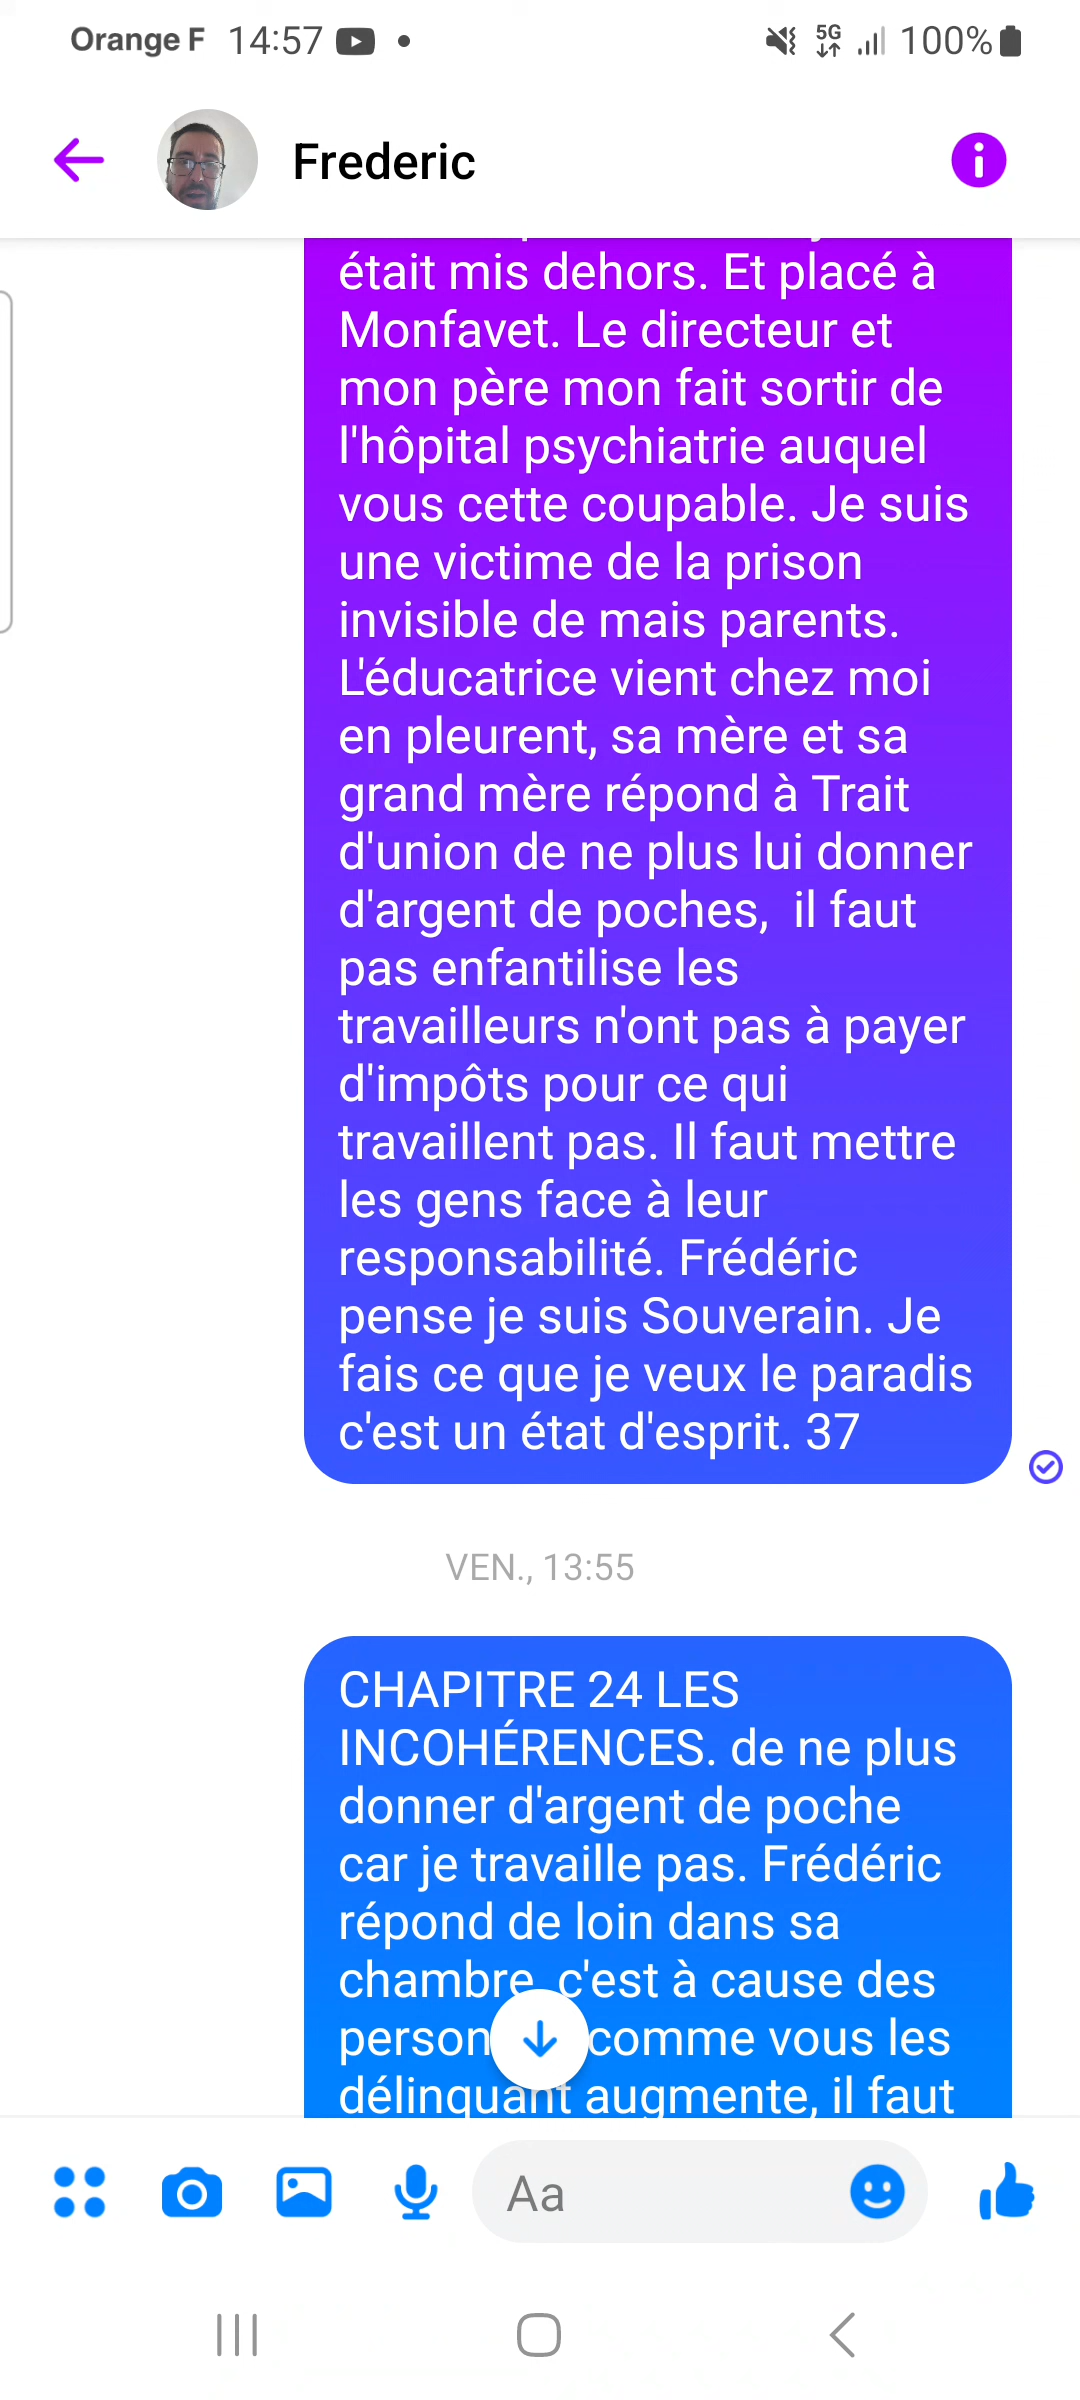 Orange F 14:57
5G 100%
Frederic
était mis dehors. Et placé à
Monfavet. Le directeur et
mon père mon fait sortir de
l'hôpital psychiatrie auquel
vous cette coupable. Je suis
une victime de la prison
invisible de mais parents.
L'éducatrice vient chez moi
en pleurent, sa mère et sa
grand mère répond à Trait
d'union de ne plus lui donner
d'argent de poches,  il faut
pas enfantilise les
travailleurs n'ont pas à payer
d'impôts pour ce qui
travaillent pas. Il faut mettre
les gens face à leur
responsabilité. Frédéric
pense je suis Souverain. Je
fais ce que je veux le paradis
c'est un état d'esprit. 37
VEN., 13:55
CHAPITRE 24 LES
INCOHÉRENCES. de ne plus
donner d'argent de poche
car je travaille pas. Frédéric
répond de loin dans sa
chambre, c'est à cause des
comme vous les
délinquant augmente, il faut
Aa